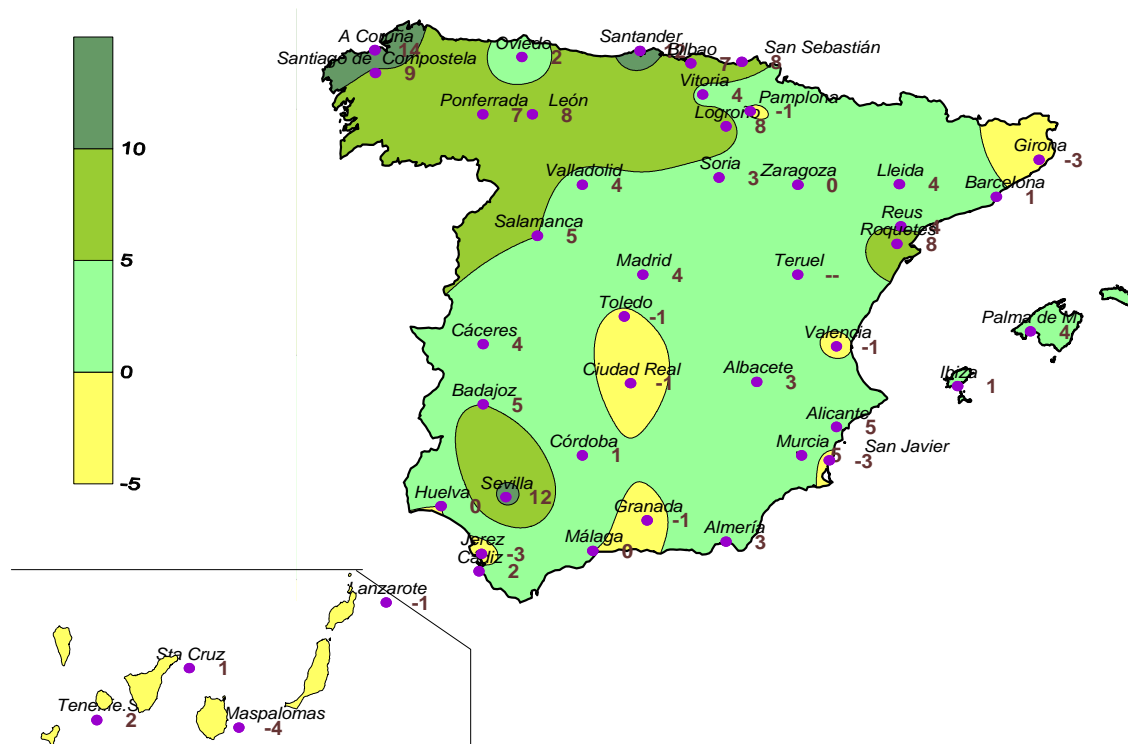 A Coruña
14
Santiago de Compostela
9
Oviedo
2
Santander
12
Bilbao
7
San Sebastián
8
Vitoria
4
Pamplona
-1
Logroño
8
Ponferrada
7
León
8
10
Girona
-3
Valladolid
4
Soria
3
Zaragoza
0
Lleida
4
Barcelona
1
Salamanca
5
Reus
4
Roquetes
8
5
Madrid
4
Teruel
--
Toledo
-1
Cáceres
4
Valencia
-1
Palma de M.
4
0
Ciudad Real
-1
Albacete
3
Ibiza
1
Badajoz
5
Alicante
5
Córdoba
1
Murcia
5
San Javier
-3
-5
Huelva
0
Sevilla
12
Granada
-1
Jerez
-3
Málaga
0
Almería
3
Cádiz
2
Lanzarote
-1
Sta Cruz
1
Tenerife.S
2
Maspalomas
-4